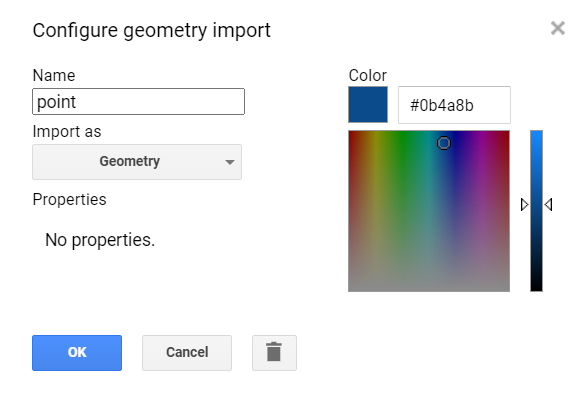 Configure geometry import
Name
point
Import as
Geometry
Properties
No properties.
Color
#0b4a8b
OK
Cancel